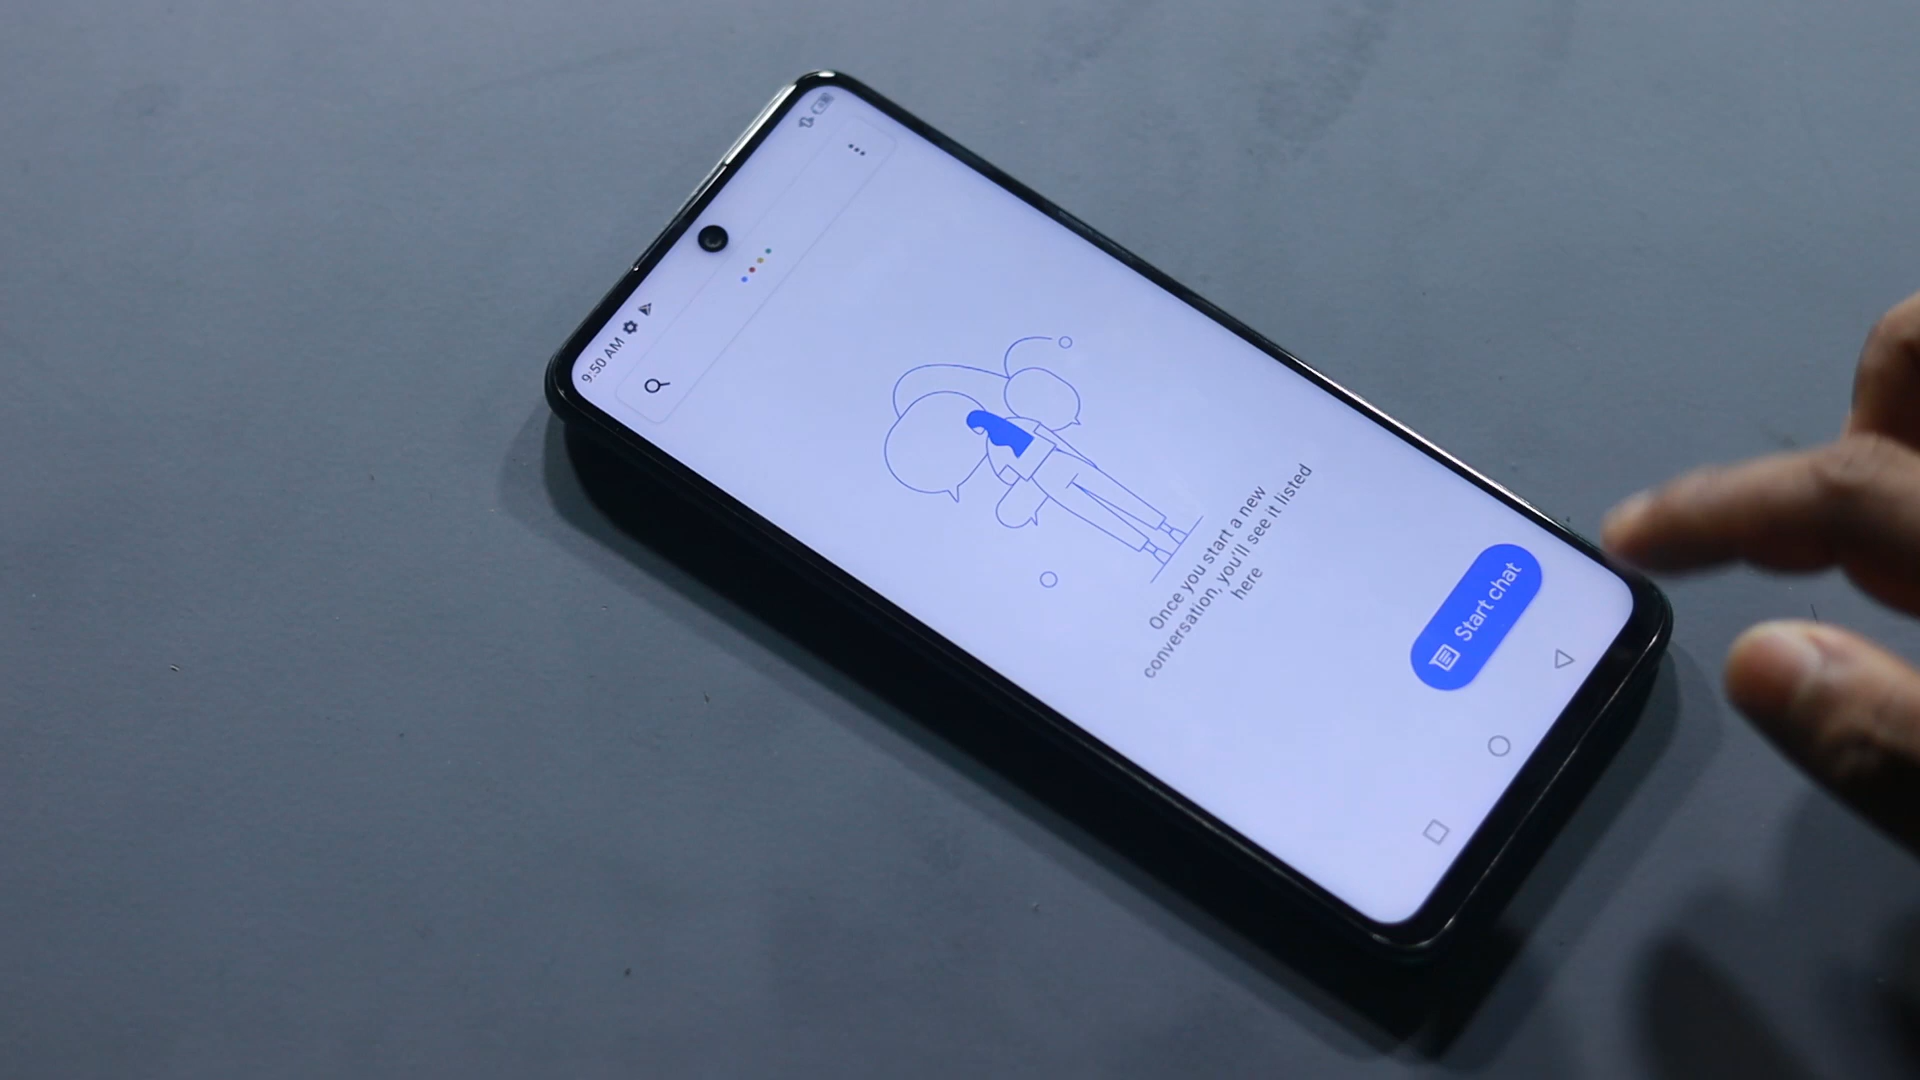 9:50 AM
Once you start a new
conversation, you'll see it listed
here
Start chat